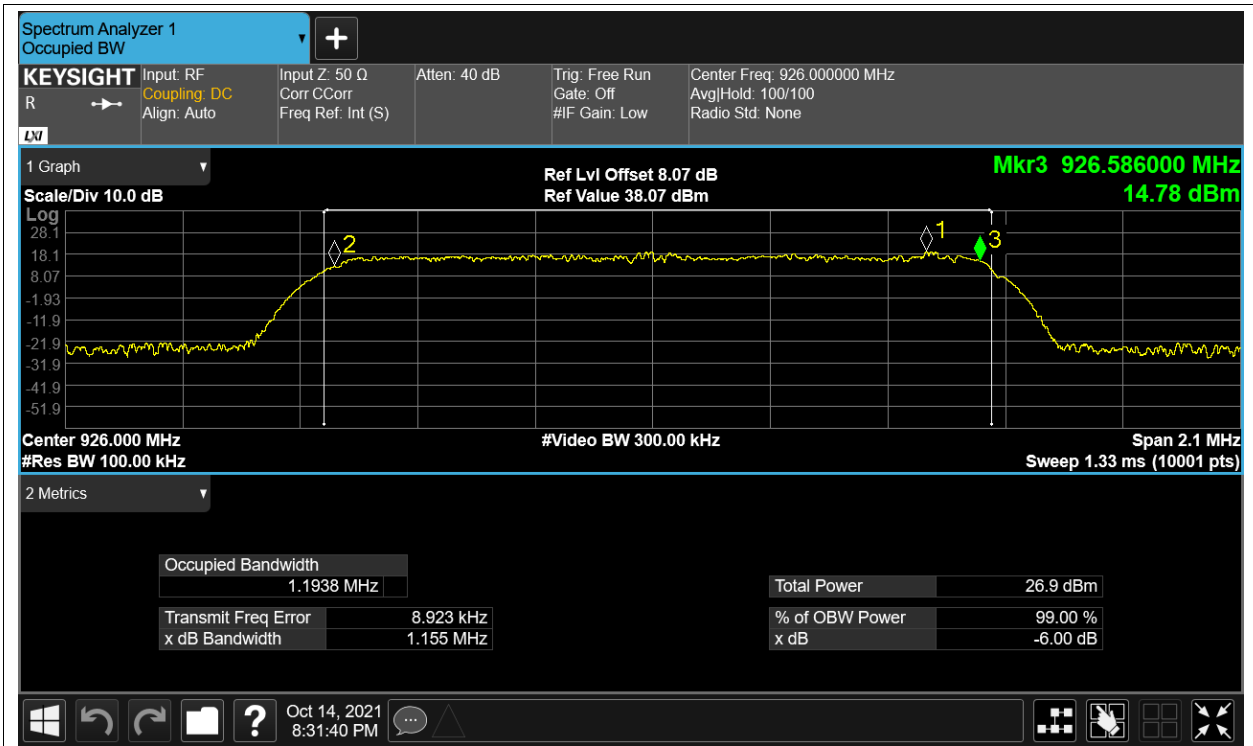 Spectrum Analyzer 1
Occupied BW
KEYSIGHT
R
LXI
Input: RF
Coupling: DC
Align: Auto
Input Z: 50 Ω
Corr CCorr
Freq Ref: Int (S)
Atten: 40 dB
Trig: Free Run
Gate: Off
#IF Gain: Low
Center Freq: 926.000000 MHz
Avg|Hold: 100/100
Radio Std: None
1 Graph
Scale/Div 10.0 dB
Ref Lvl Offset 8.07 dB
Ref Value 38.07 dBm
Mkr3 926.586000 MHz
14.78 dBm
Log
28.1
18.1
8.07
-1.93
-11.9
-21.9
-31.9
-41.9
-51.9
2
1
3
Center 926.000 MHz
#Video BW 300.00 kHz
Span 2.1 MHz
#Res BW 100.00 kHz
Sweep 1.33 ms (10001 pts)
2 Metrics
Occupied Bandwidth
1.1938 MHz
Total Power 26.9 dBm
Transmit Freq Error 8.923 kHz
% of OBW Power 99.00 %
x dB Bandwidth 1.155 MHz
x dB -6.00 dB
?
Oct 14, 2021
8:31:40 PM